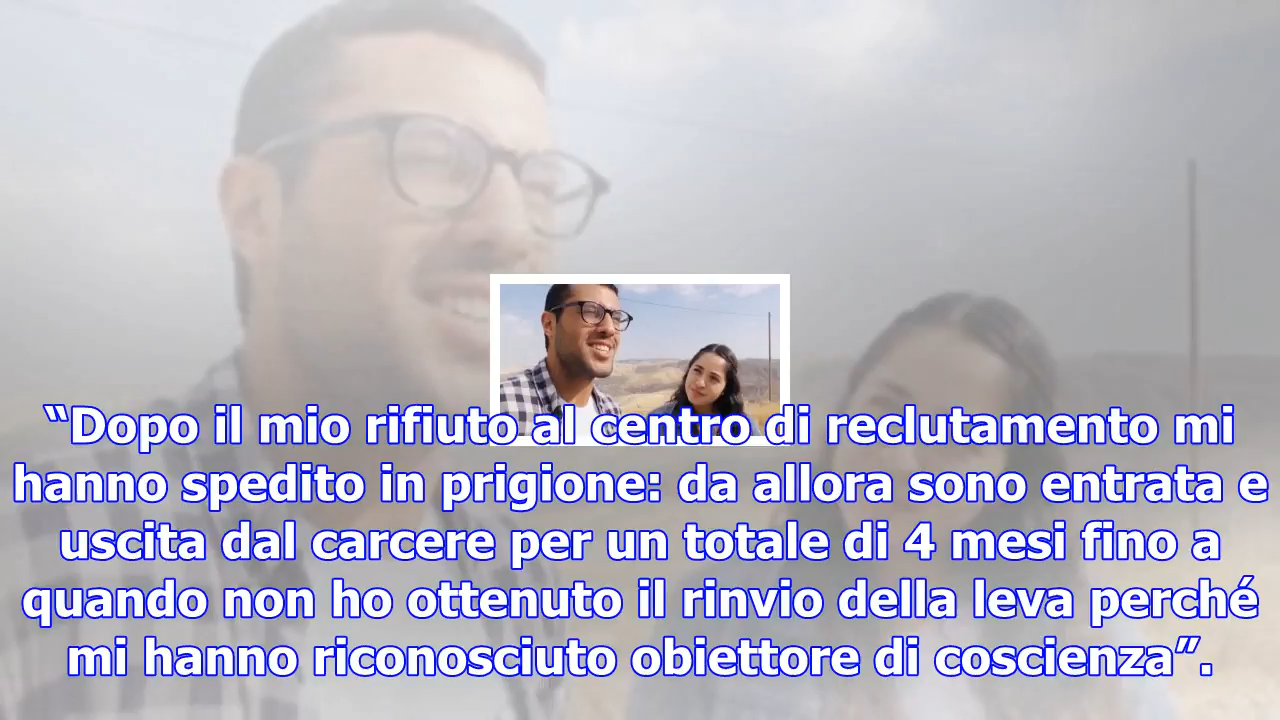 “Dopo il mio rifiuto al centro di reclutamento mi
hanno spedito in prigione: da allora sono entrata e
uscita dal carcere per un totale di 4 mesi fino a
quando non ho ottenuto il rinvio della leva perché
mi hanno riconosciuto obiettore di coscienza”.